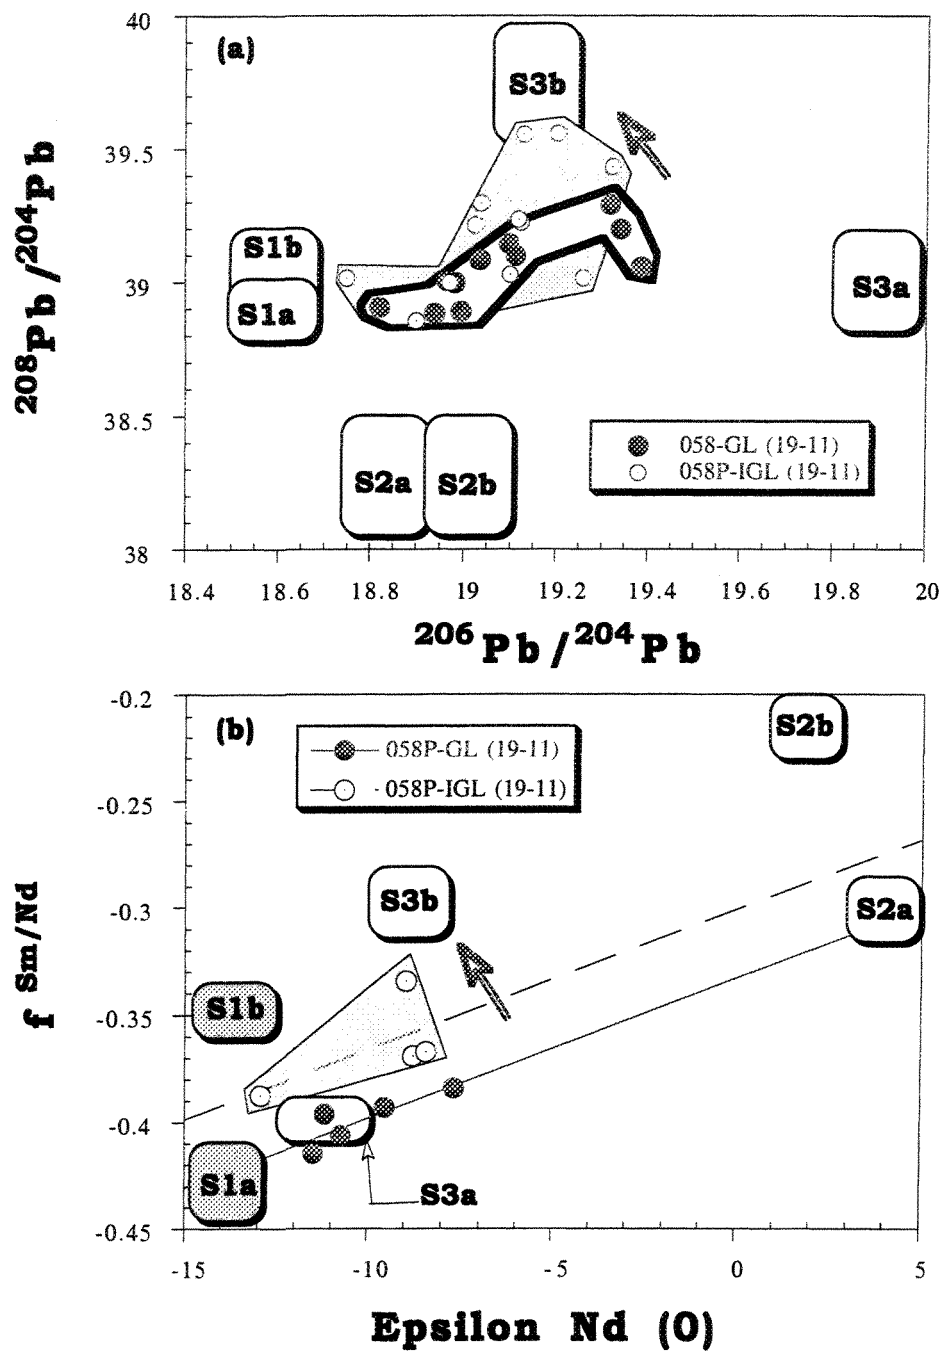 40
(a)
S3b
39.5
S1b
39
S1a
S3a
208Pb/204Pb
38.5
058-GL (19-11)
S2a
S2b
058P-IGL (19-11)
38
18.4
18.6
18.8
19
19.2
19.4
19.6
19.8
20
206Pb/204Pb
-0.2
(b)
S2b
058P-GL (19-11)
-0.25
058P-IGL (19-11)
S3b
S2a
-0.3
f Sm/Nd
S1b
-0.35
-0.4
S1a
S3a
-0.45
-15
-10
-5
0
5
Epsilon Nd (0)